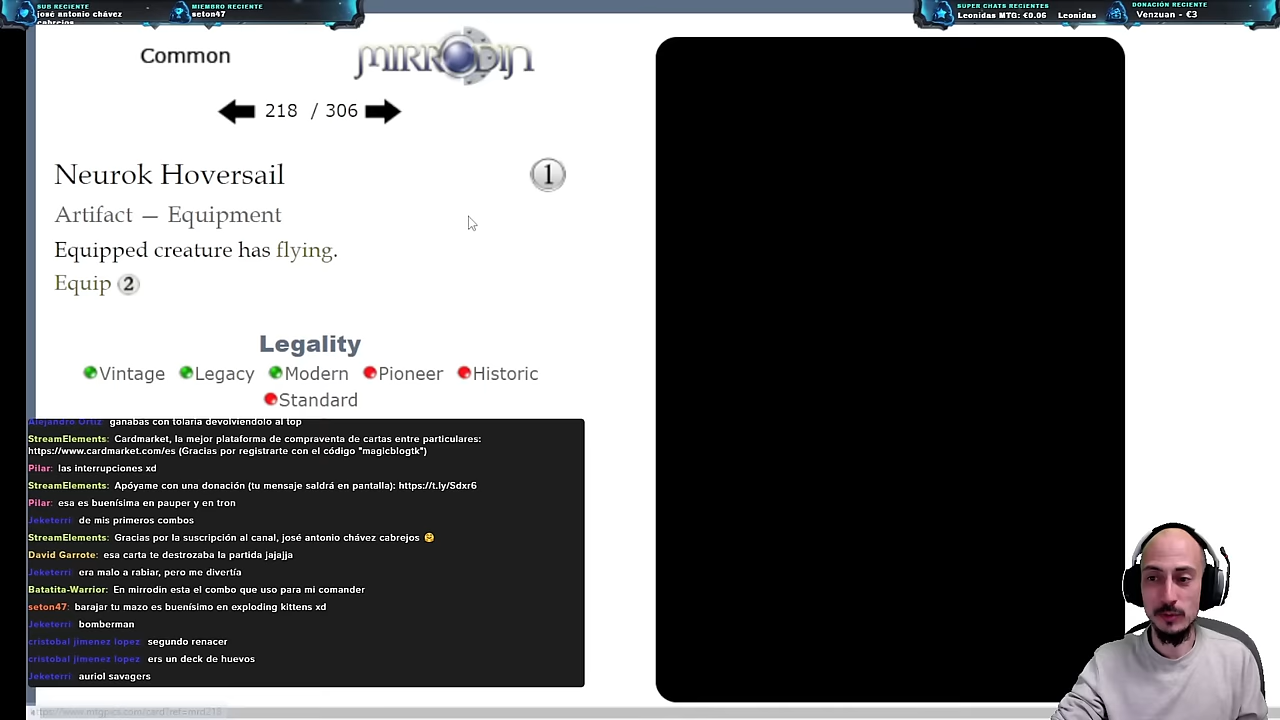 SUB RECIENTE
josé antonio chávez
cabrejos
MIEMBRO RECIENTE
seton47
SUPER CHATS RECIENTES
Leonidas MTG: €0.06 Leonidas
DONACIÓN RECIENTE
Venzuan - €3
Common
MIRRODIN
218 / 306
Neurok Hoversail 1
Artifact — Equipment
Equipped creature has flying.
Equip 2
Legality
Vintage Legacy Modern Pioneer Historic
Standard
Alejandro Ortiz: ganabas con tolaria devolviendolo al top
StreamElements: Cardmarket, la mejor plataforma de compraventa de cartas entre particulares:
https://www.cardmarket.com/es (Gracias por registrarte con el código "magicblogtk")
Pilar: las interrupciones xd
StreamElements: Apóyame con una donación (tu mensaje saldrá en pantalla): https://t.ly/Sdxr6
Pilar: esa es buenísima en pauper y en tron
Jeketerri: de mis primeros combos
StreamElements: Gracias por la suscripción al canal, josé antonio chávez cabrejos
David Garrote: esa carta te destrozaba la partida jajajja
Jeketerri: era malo a rabiar, pero me divertía
Batatita-Warrior: En mirrodin esta el combo que uso para mi comander
seton47: barajar tu mazo es buenísimo en exploding kittens xd
Jeketerri: bomberman
cristobal jimenez lopez: segundo renacer
cristobal jimenez lopez: ers un deck de huevos
Jeketerri: auriol savagers